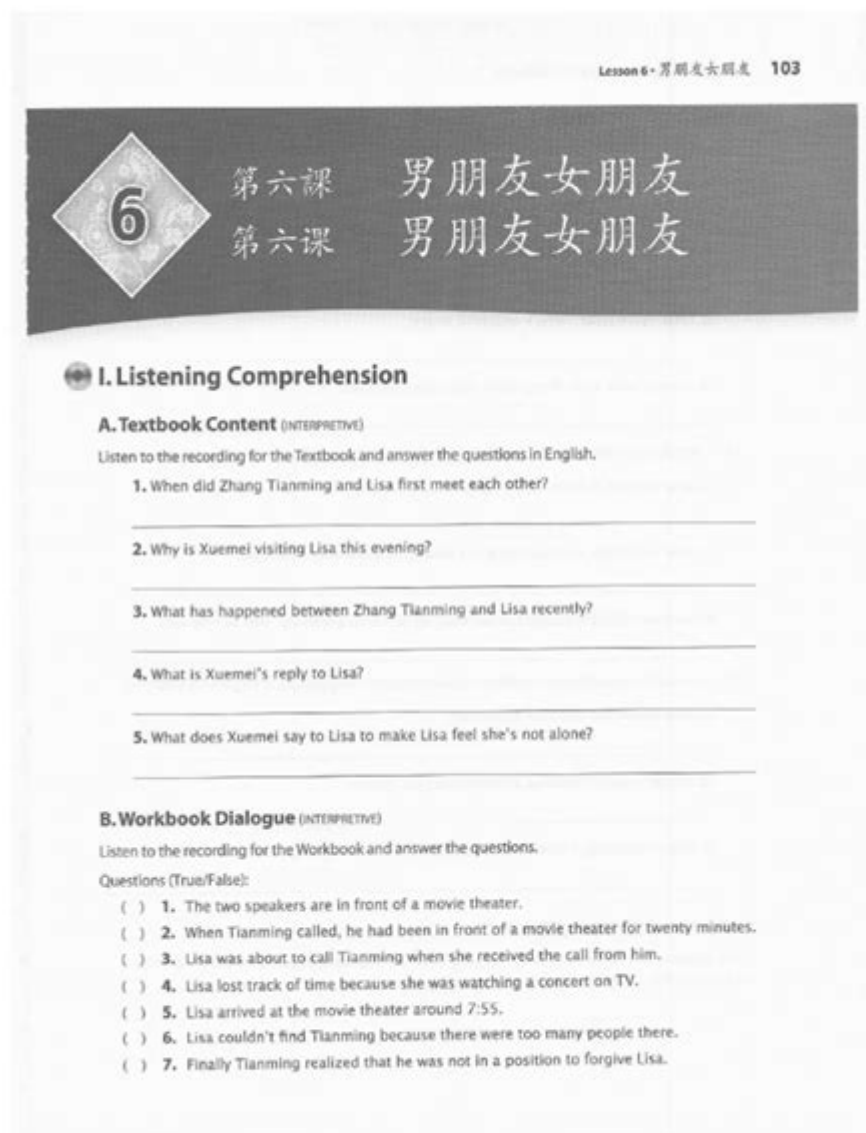 Lesson 6 • 男朋友女朋友 103
6
第六課 男朋友女朋友
第六课 男朋友女朋友
I. Listening Comprehension
A. Textbook Content (INTERPRETIVE)
Listen to the recording for the Textbook and answer the questions in English.
1. When did Zhang Tianming and Lisa first meet each other?
2. Why is Xuemei visiting Lisa this evening?
3. What has happened between Zhang Tianming and Lisa recently?
4. What is Xuemei's reply to Lisa?
5. What does Xuemei say to Lisa to make Lisa feel she's not alone?
B. Workbook Dialogue (INTERPRETIVE)
Listen to the recording for the Workbook and answer the questions.
Questions (True/False):
( ) 1. The two speakers are in front of a movie theater.
( ) 2. When Tianming called, he had been in front of a movie theater for twenty minutes.
( ) 3. Lisa was about to call Tianming when she received the call from him.
( ) 4. Lisa lost track of time because she was watching a concert on TV.
( ) 5. Lisa arrived at the movie theater around 7:55.
( ) 6. Lisa couldn't find Tianming because there were too many people there.
( ) 7. Finally Tianming realized that he was not in a position to forgive Lisa.